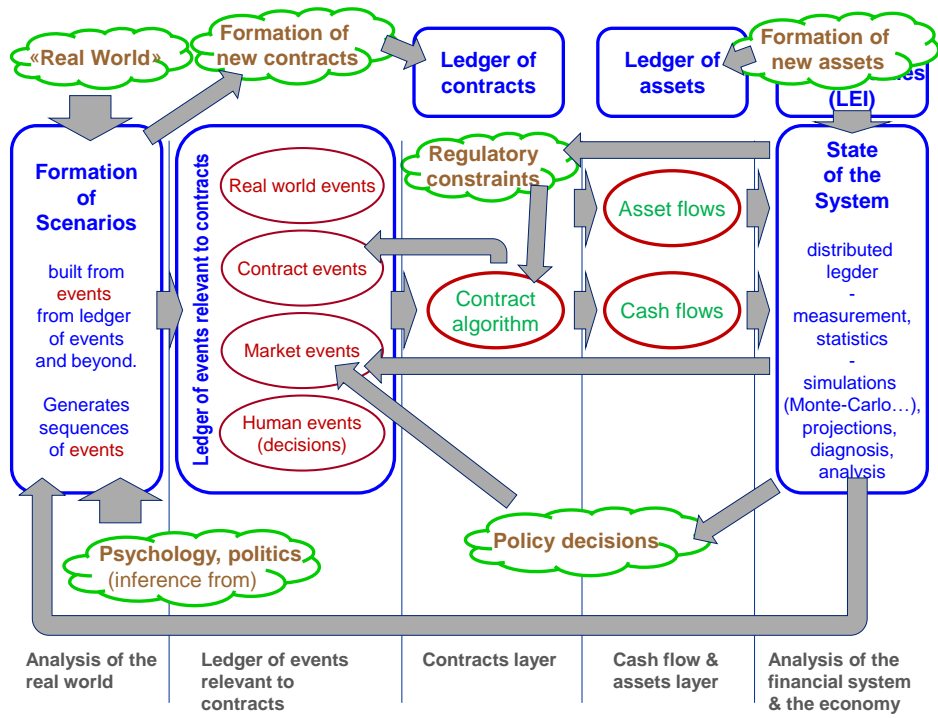 «Real World»
Formation of
new contracts
Ledger of
contracts
Ledger of
assets
Formation of
new assets
es
(LEI)
Formation
of
Scenarios
built from
events
from ledger
of events
and beyond.
Generates
sequences
of events
Ledger of events relevant to contracts
Real world events
Contract events
Market events
Human events
(decisions)
Regulatory
constraints
Contract
algorithm
Asset flows
Cash flows
State
of the
System
distributed
legder
-
measurement,
statistics
-
simulations
(Monte-Carlo…),
projections,
diagnosis,
analysis
Psychology, politics
(inference from)
Policy decisions
Analysis of the
real world
Ledger of events
relevant to
contracts
Contracts layer
Cash flow &
assets layer
Analysis of the
financial system
& the economy